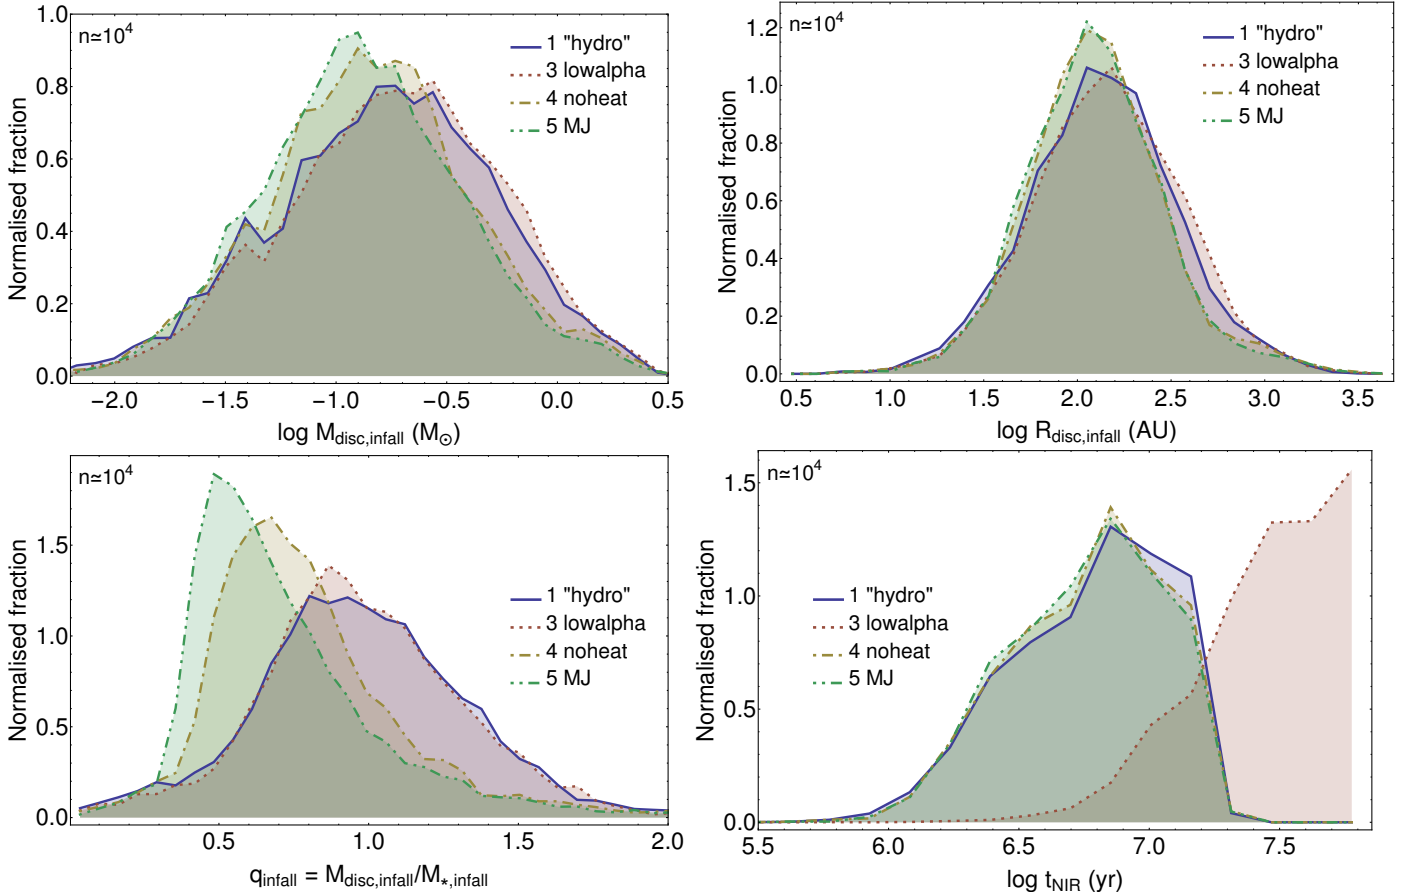 n≃10⁴
1 "hydro"
3 lowalpha
4 noheat
5 MJ
Normalised fraction
1.0
0.8
0.6
0.4
0.2
0.0
−2.0 −1.5 −1.0 −0.5 0.0 0.5
log M_disc,infall (M_⊙)
n≃10⁴
1 "hydro"
3 lowalpha
4 noheat
5 MJ
Normalised fraction
1.2
1.0
0.8
0.6
0.4
0.2
0.0
0.5 1.0 1.5 2.0 2.5 3.0 3.5
log R_disc,infall (AU)
n≃10⁴
1 "hydro"
3 lowalpha
4 noheat
5 MJ
Normalised fraction
1.5
1.0
0.5
0.0
0.5 1.0 1.5 2.0
q_infall = M_disc,infall/M_*,infall
n≃10⁴
1 "hydro"
3 lowalpha
4 noheat
5 MJ
Normalised fraction
1.5
1.0
0.5
0.0
5.5 6.0 6.5 7.0 7.5
log t_NIR (yr)